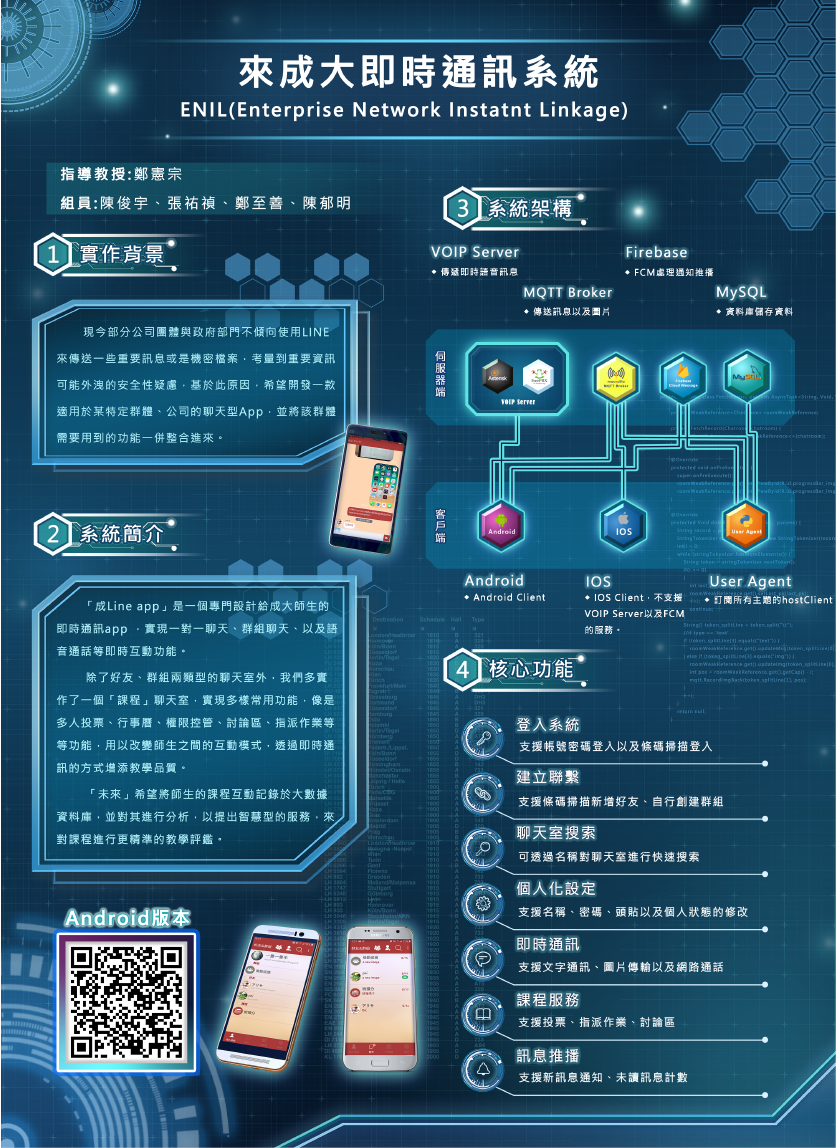 來成大即時通訊系統
ENIL(Enterprise Network Instatnt Linkage)
指導教授:鄭憲宗
組員:陳俊宇、張祐禎、鄭至善、陳郁明
1 實作背景
現今部分公司團體與政府部門不傾向使用LINE
來傳送一些重要訊息或是機密檔案，考量到重要資訊
可能外洩的安全性疑慮，基於此原因，希望開發一款
適用於某特定群體、公司的聊天型App，並將該群體
需要用到的功能一併整合進來。
2 系統簡介
「成Line app」是一個專門設計給成大師生的
即時通訊app ，實現一對一聊天、群組聊天、以及語
音通話等即時互動功能。
除了好友、群組兩類型的聊天室外，我們多實
作了一個「課程」聊天室，實現多樣常用功能，像是
多人投票、行事曆、權限控管、討論區、指派作業等
等功能，用以改變師生之間的互動模式，透過即時通
訊的方式增添教學品質。
「未來」希望將師生的課程互動記錄於大數據
資料庫，並對其進行分析，以提出智慧型的服務，來
對課程進行更精準的教學評鑑。
Android版本
3 系統架構
VOIP Server
◆ 傳遞即時語音訊息
Firebase
◆ FCM處理通知推播
MQTT Broker
◆ 傳送訊息以及圖片
MySQL
◆ 資料庫儲存資料
伺服器端
Asterisk
VOIP Server
MQTT Broker
Firebase
Cloud Message
MySQL
客戶端
Android
IOS
User Agent
Android
◆ Android Client
IOS
◆ IOS Client，不支援
VOIP Server以及FCM
的服務。
User Agent
◆ 訂閱所有主題的hostClient
4 核心功能
登入系統
支援帳號密碼登入以及條碼掃描登入
建立聯繫
支援條碼掃描新增好友、自行創建群組
聊天室搜索
可透過名稱對聊天室進行快速搜索
個人化設定
支援名稱、密碼、頭貼以及個人狀態的修改
即時通訊
支援文字通訊、圖片傳輸以及網路通話
課程服務
支援投票、指派作業、討論區
訊息推播
支援新訊息通知、未讀訊息計數